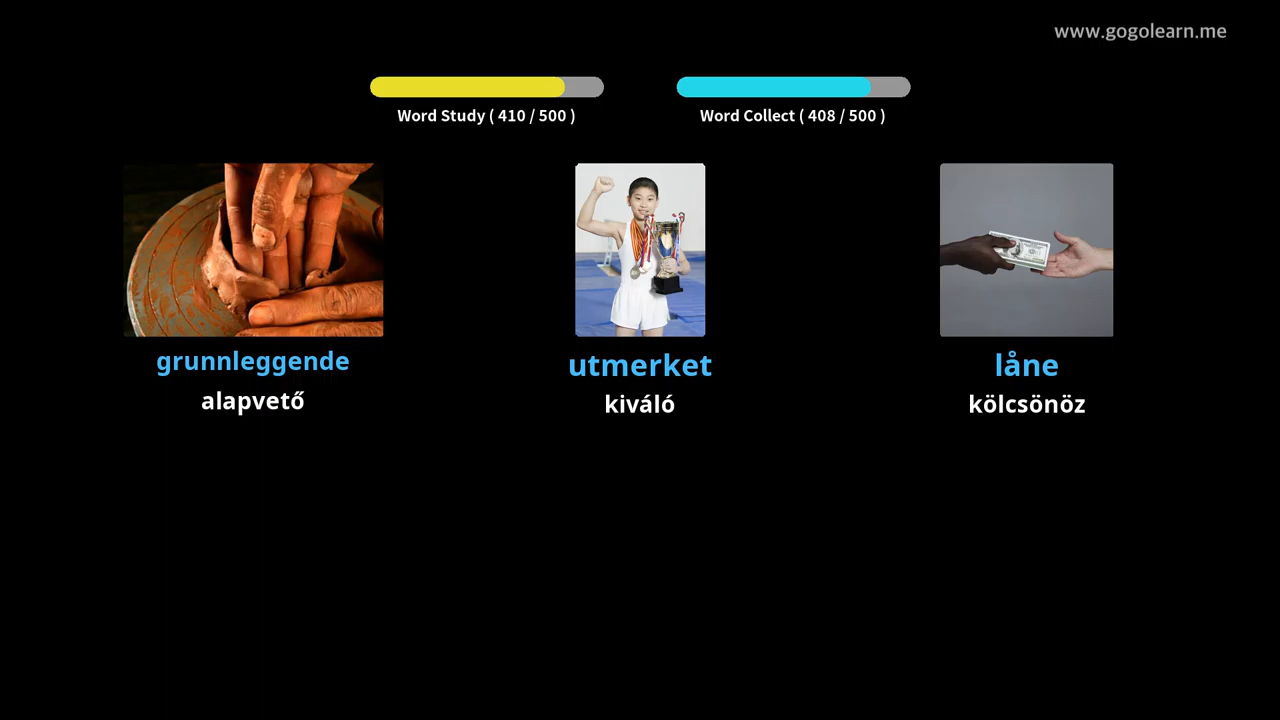 www.gogolearn.me
Word Study ( 410 / 500 )
Word Collect ( 408 / 500 )
grunnleggende
alapvető
utmerket
kiváló
låne
kölcsönöz